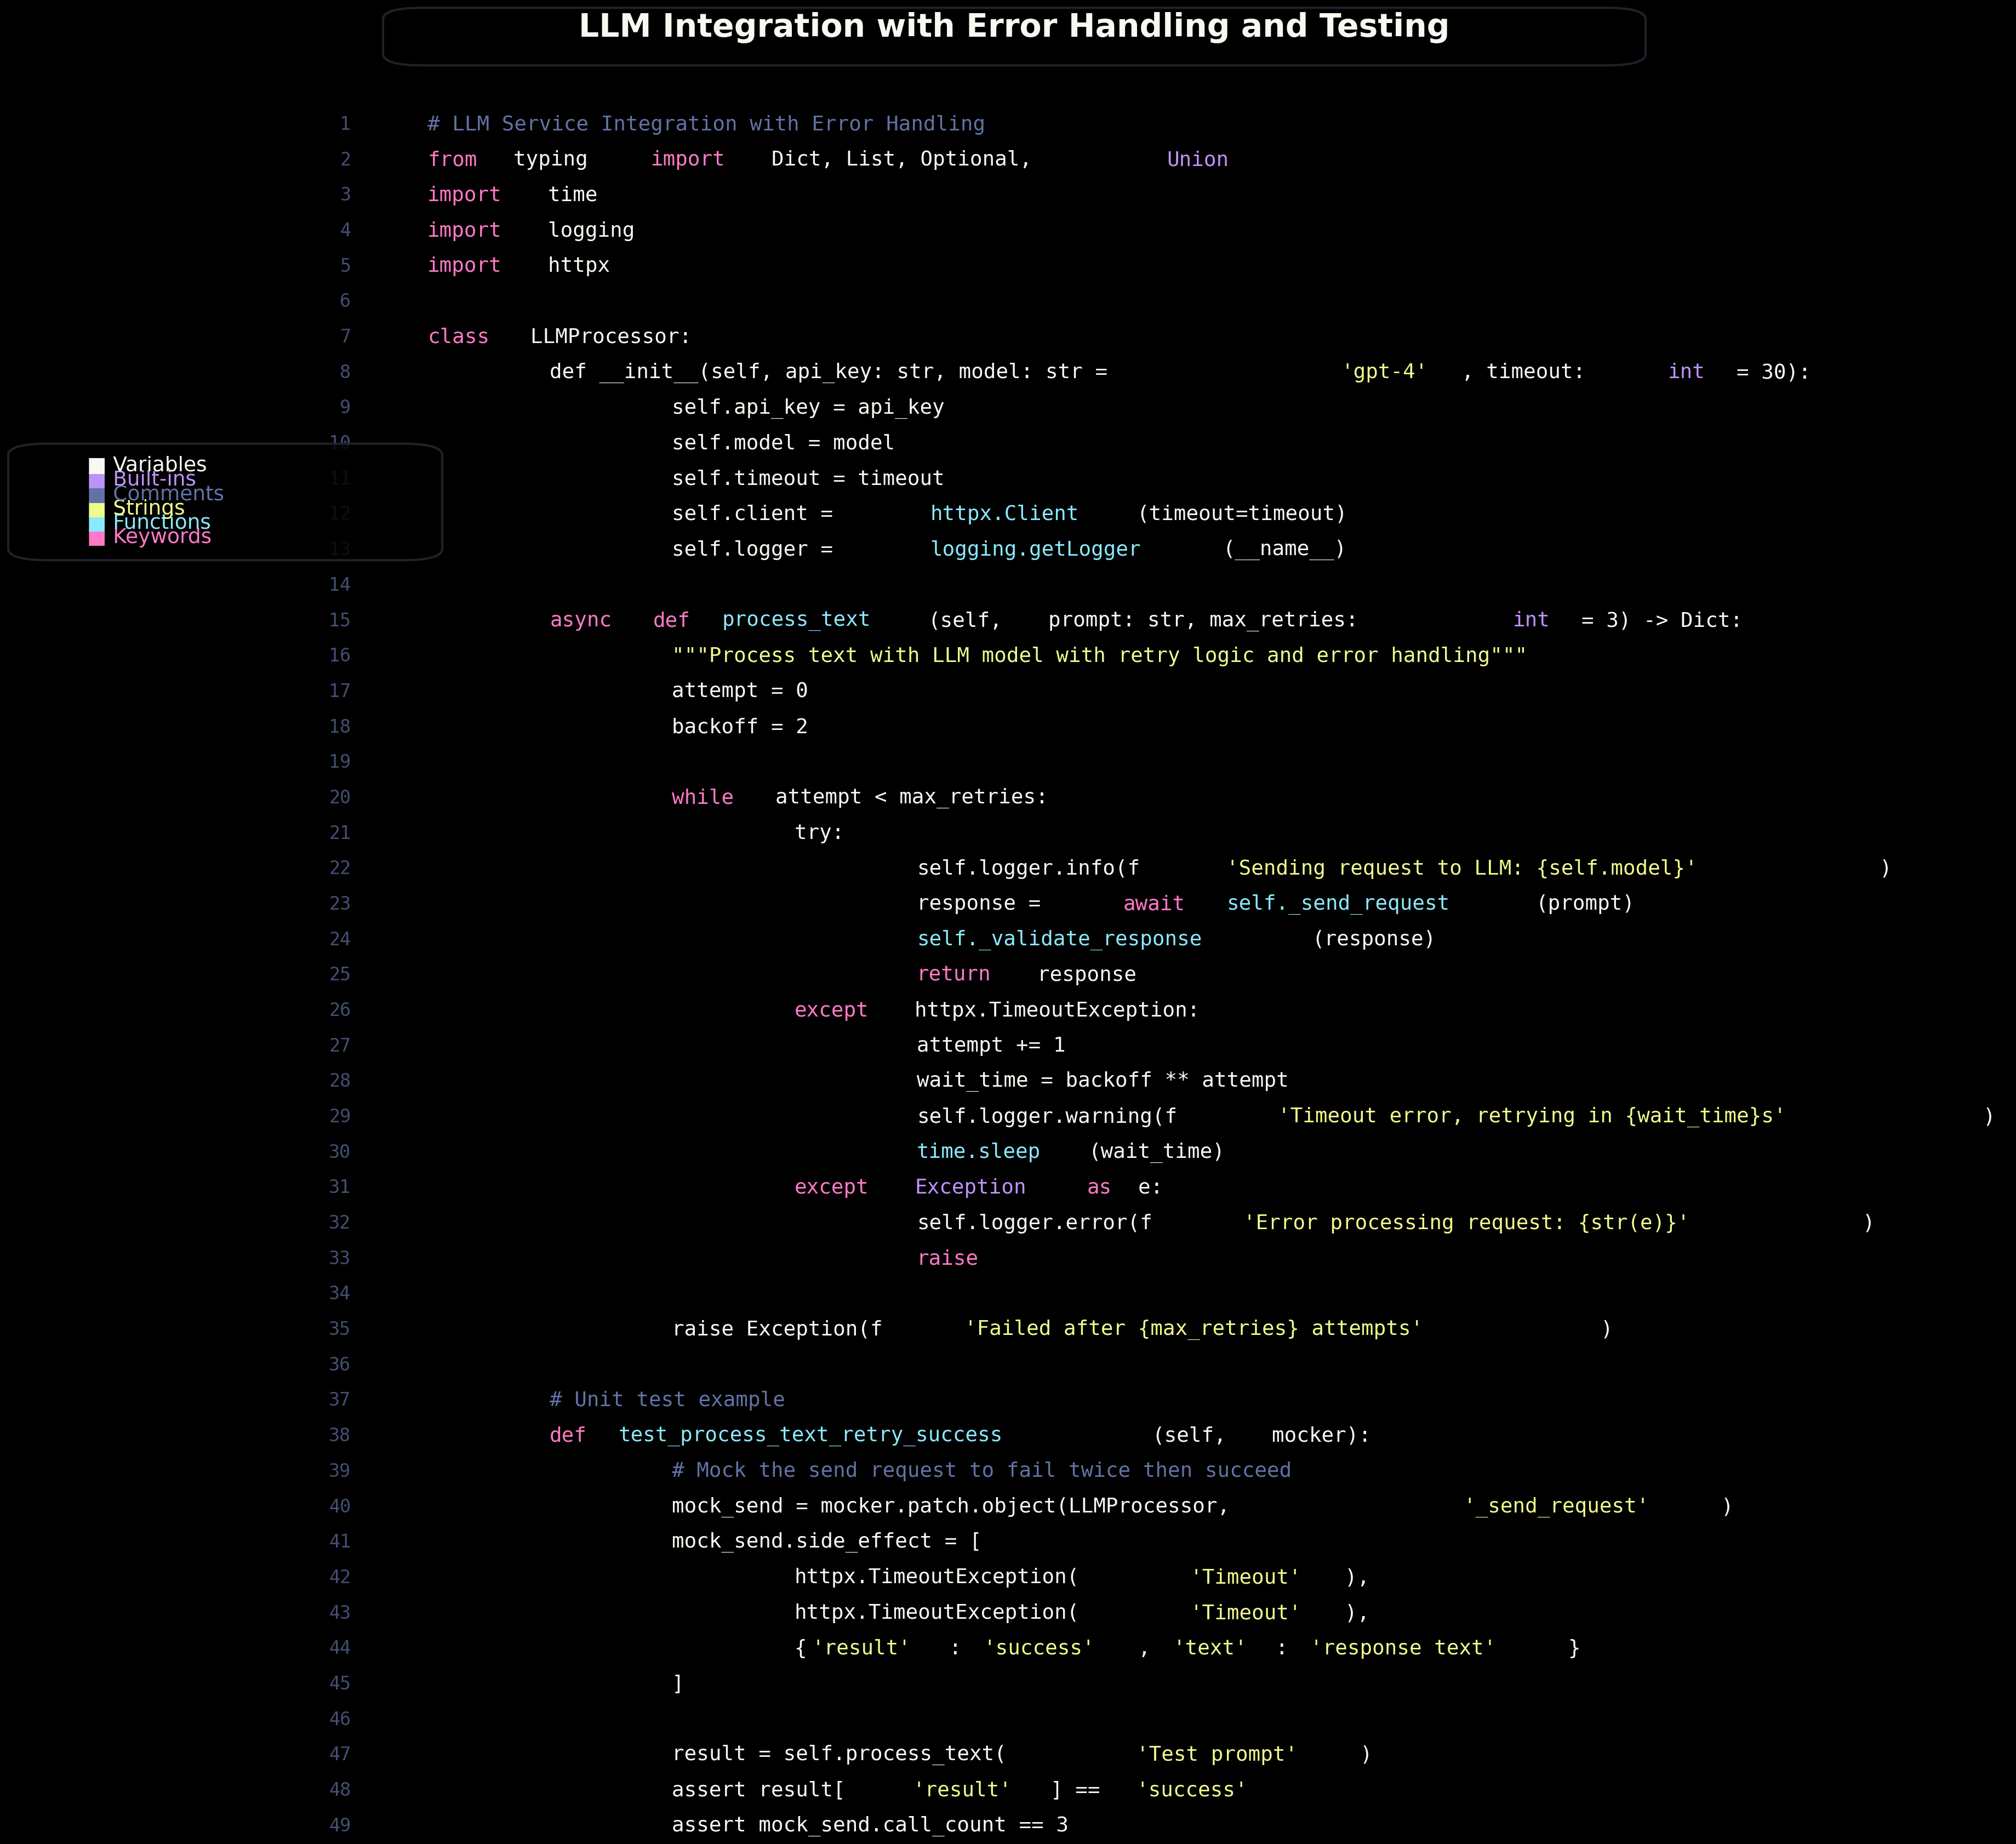 LLM Integration with Error Handling and Testing
1 # LLM Service Integration with Error Handling
2 from typing import Dict, List, Optional, Union
3 import time
4 import logging
5 import httpx
6
7 class LLMProcessor:
8 def __init__(self, api_key: str, model: str = 'gpt-4', timeout: int = 30):
9 self.api_key = api_key
10 self.model = model
11 self.timeout = timeout
12 self.client = httpx.Client(timeout=timeout)
13 self.logger = logging.getLogger(__name__)
14
15 async def process_text(self, prompt: str, max_retries: int = 3) -> Dict:
16 """Process text with LLM model with retry logic and error handling"""
17 attempt = 0
18 backoff = 2
19
20 while attempt < max_retries:
21 try:
22 self.logger.info(f'Sending request to LLM: {self.model}')
23 response = await self._send_request(prompt)
24 self._validate_response(response)
25 return response
26 except httpx.TimeoutException:
27 attempt += 1
28 wait_time = backoff ** attempt
29 self.logger.warning(f'Timeout error, retrying in {wait_time}s')
30 time.sleep(wait_time)
31 except Exception as e:
32 self.logger.error(f'Error processing request: {str(e)}')
33 raise
34
35 raise Exception(f'Failed after {max_retries} attempts')
36
37 # Unit test example
38 def test_process_text_retry_success(self, mocker):
39 # Mock the send request to fail twice then succeed
40 mock_send = mocker.patch.object(LLMProcessor, '_send_request')
41 mock_send.side_effect = [
42 httpx.TimeoutException('Timeout'),
43 httpx.TimeoutException('Timeout'),
44 {'result': 'success', 'text': 'response text'}
45 ]
46
47 result = self.process_text('Test prompt')
48 assert result['result'] == 'success'
49 assert mock_send.call_count == 3
Variables
Built-ins
Comments
Strings
Functions
Keywords